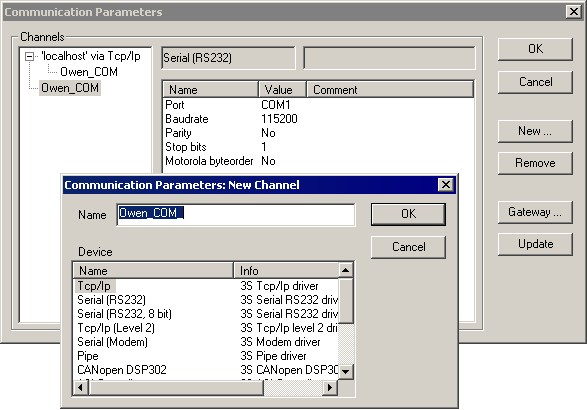 Communication Parameters
Channels
'localhost' via Tcp/Ip
Owen_COM
Owen_COM
Serial (RS232)
Name Value Comment
Port COM1
Baudrate 115200
Parity No
Stop bits 1
Motorola byteorder No
OK
Cancel
New ...
Remove
Gateway ...
Update
Communication Parameters: New Channel
Name Owen_COM_
OK
Cancel
Device
Name Info
Tcp/Ip 3S Tcp/Ip driver
Serial (RS232) 3S Serial RS232 driv
Serial (RS232, 8 bit) 3S Serial RS232 driv
Tcp/Ip (Level 2) 3S Tcp/Ip level 2 dri
Serial (Modem) 3S Modem driver
Pipe 3S Pipe driver
CANopen DSP302 3S CANopen DSP30